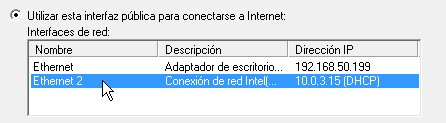 Utilizar esta interfaz pública para conectarse a Internet:
Interfaces de red:
Nombre Descripción Dirección IP
Ethernet Adaptador de escritorio... 192.168.50.199
Ethernet 2 Conexión de red Intel(... 10.0.3.15 (DHCP)